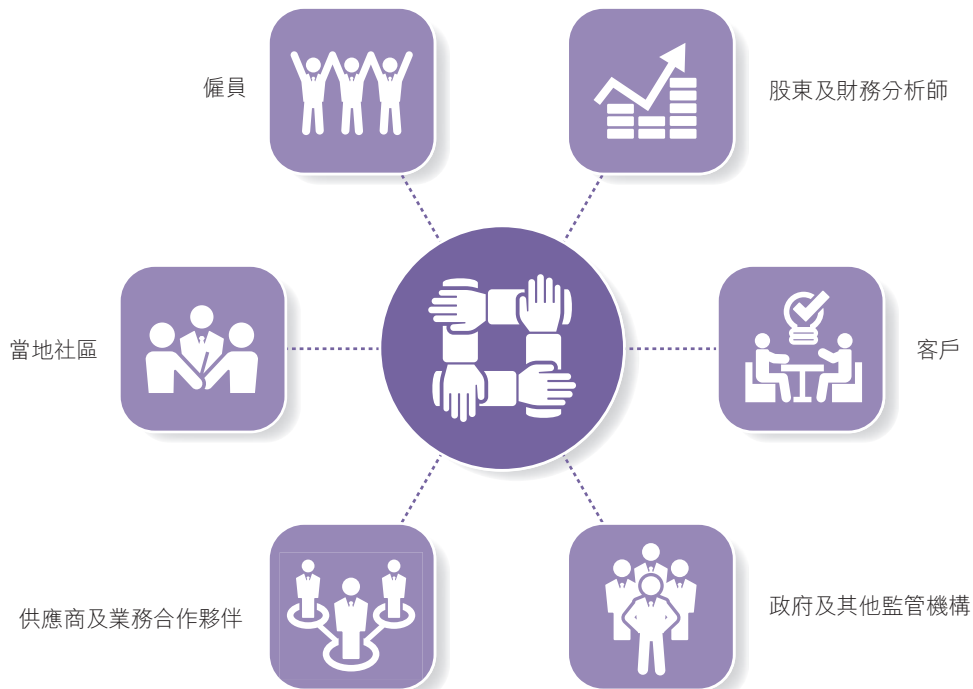 僱員
股東及財務分析師
當地社區
客戶
供應商及業務合作夥伴
政府及其他監管機構